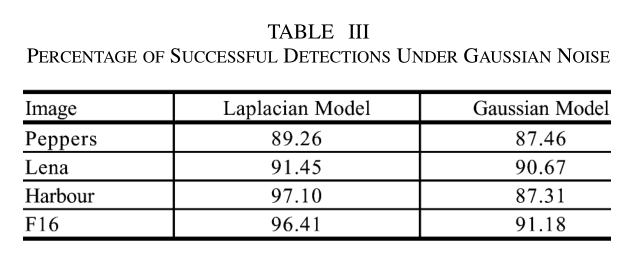 TABLE III
PERCENTAGE OF SUCCESSFUL DETECTIONS UNDER GAUSSIAN NOISE
Image Laplacian Model Gaussian Model
Peppers 89.26 87.46
Lena 91.45 90.67
Harbour 97.10 87.31
F16 96.41 91.18